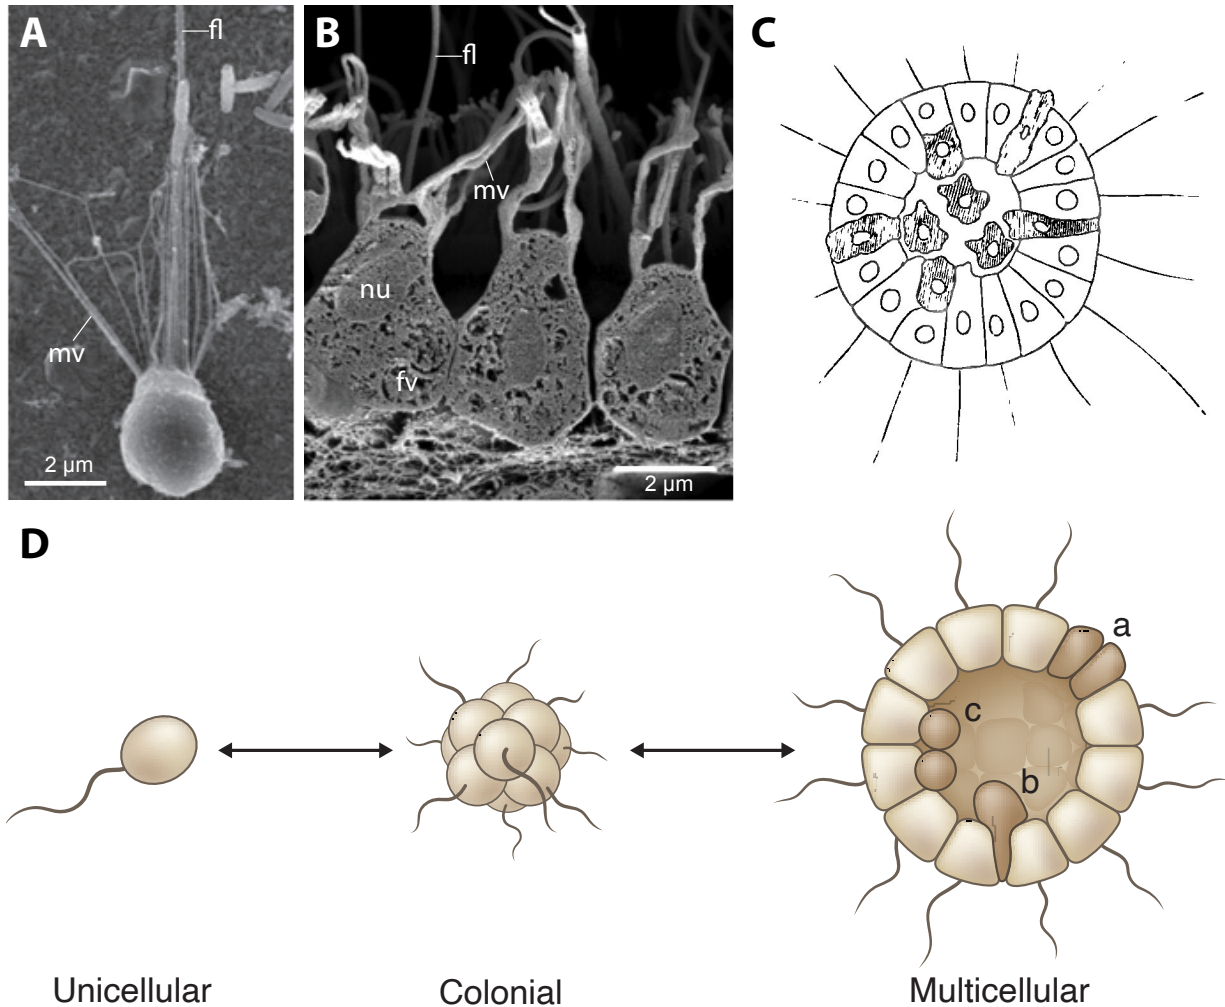 A
fl
mv
2 µm
B
fl
mv
nu
fv
2 µm
C
D
a
c
b
Unicellular
Colonial
Multicellular